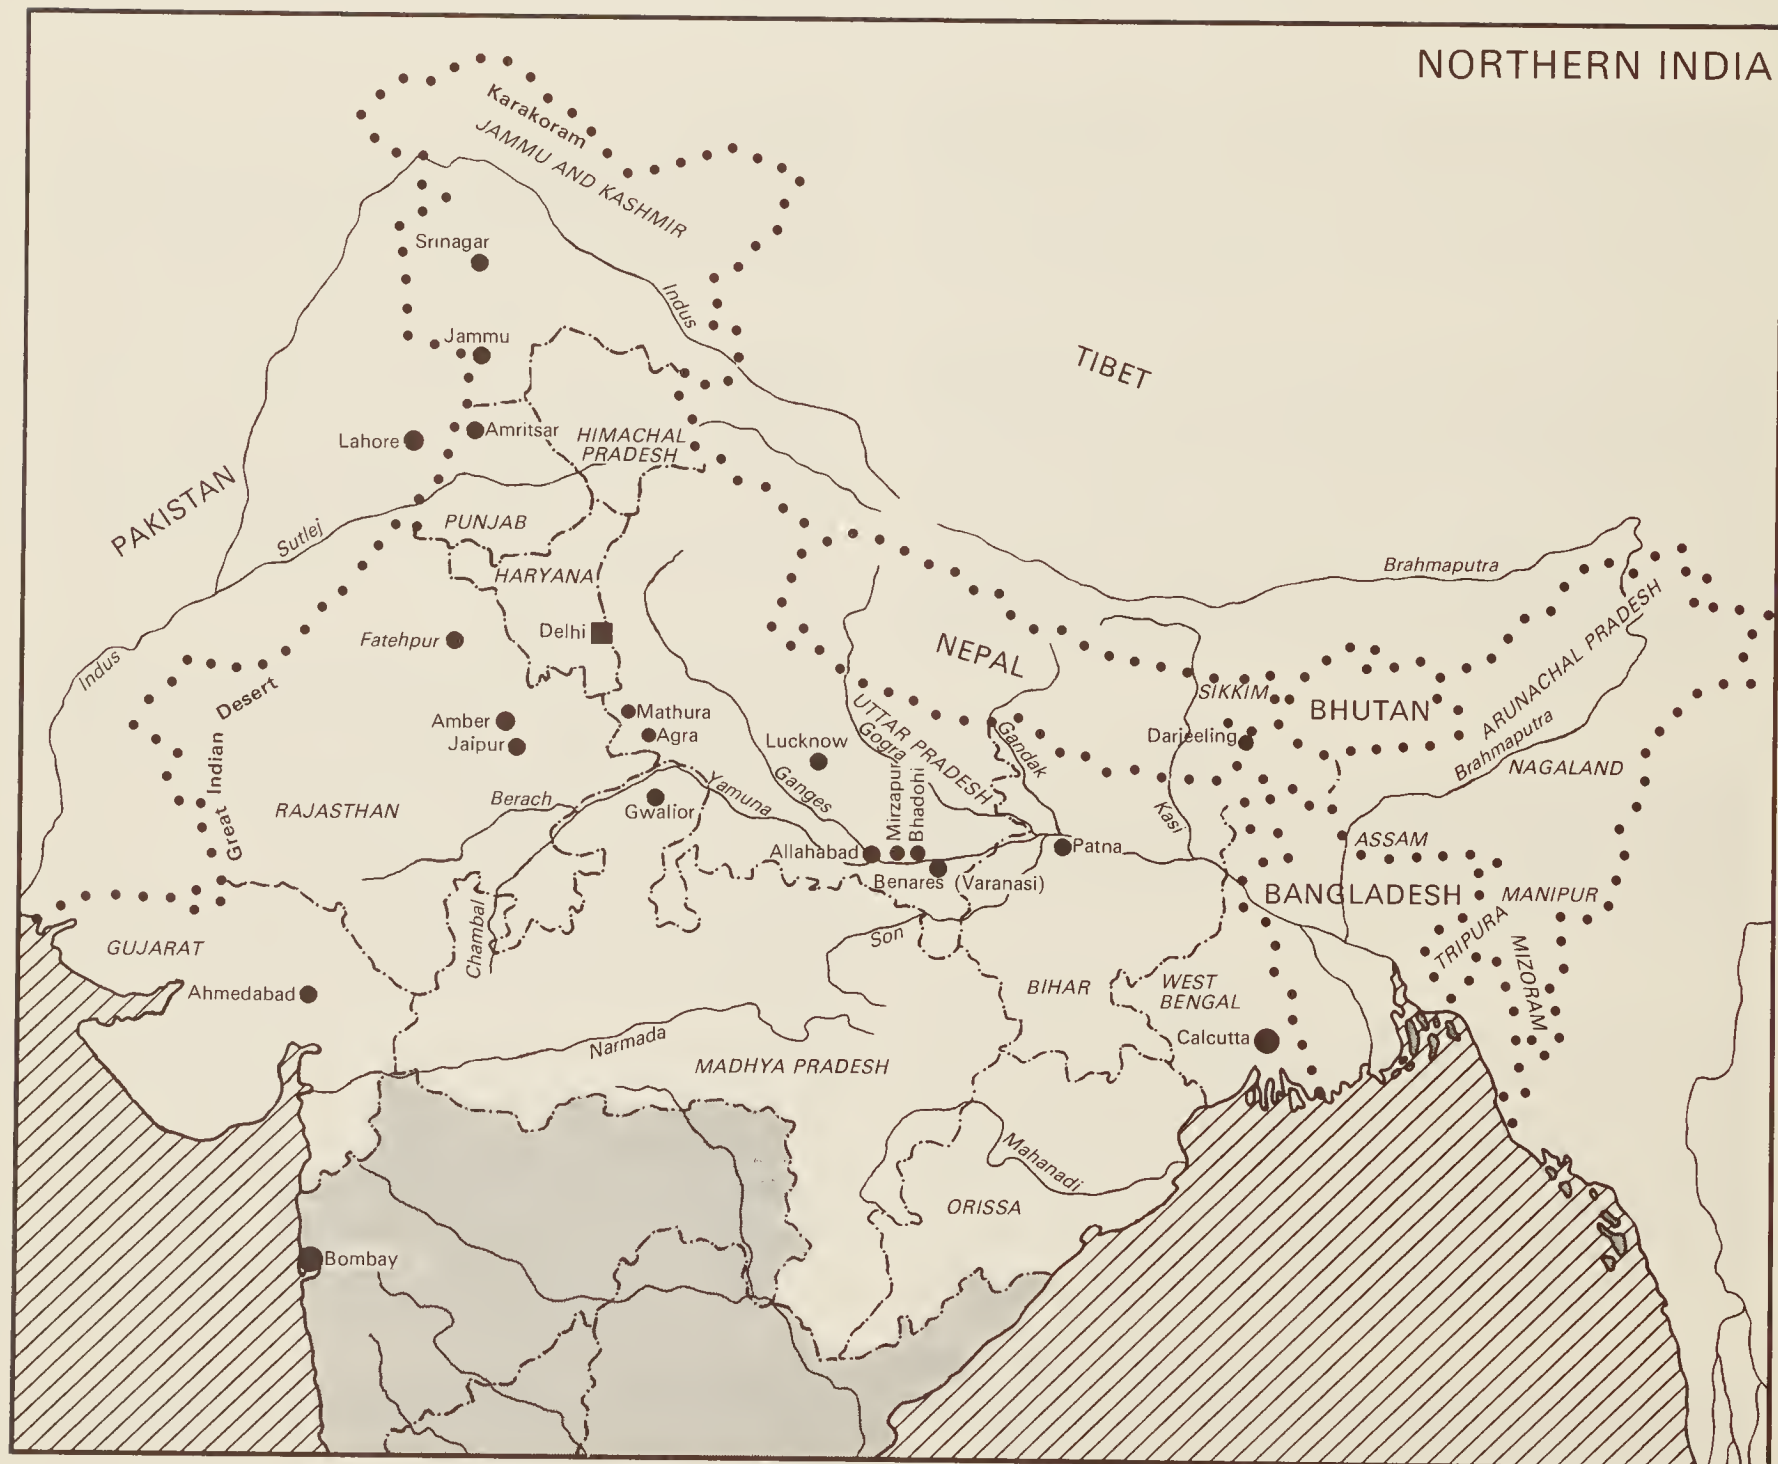 NORTHERN INDIA
Karakoram
JAMMU AND KASHMIR
Srinagar
Indus
Jammu
TIBET
Lahore
Amritsar
HIMACHAL
PRADESH
PAKISTAN
Sutlej
PUNJAB
HARYANA
Brahmaputra
Fatehpur
Delhi
NEPAL
Indus
Great Indian Desert
SIKKIM
BHUTAN
ARUNACHAL PRADESH
Amber
Jaipur
Mathura
Agra
Lucknow
UTTAR PRADESH
Gogra
Gandak
Darjeeling
Brahmaputra
NAGALAND
RAJASTHAN
Berach
Gwalior
Yamuna
Ganges
Mirzapur
Bhadohi
Kasi
Allahabad
Patna
ASSAM
Benares (Varanasi)
BANGLADESH
MANIPUR
GUJARAT
Chambal
Son
TRIPURA
MIZORAM
Ahmedabad
BIHAR
WEST
BENGAL
Calcutta
Narmada
MADHYA PRADESH
Mahanadi
ORISSA
Bombay